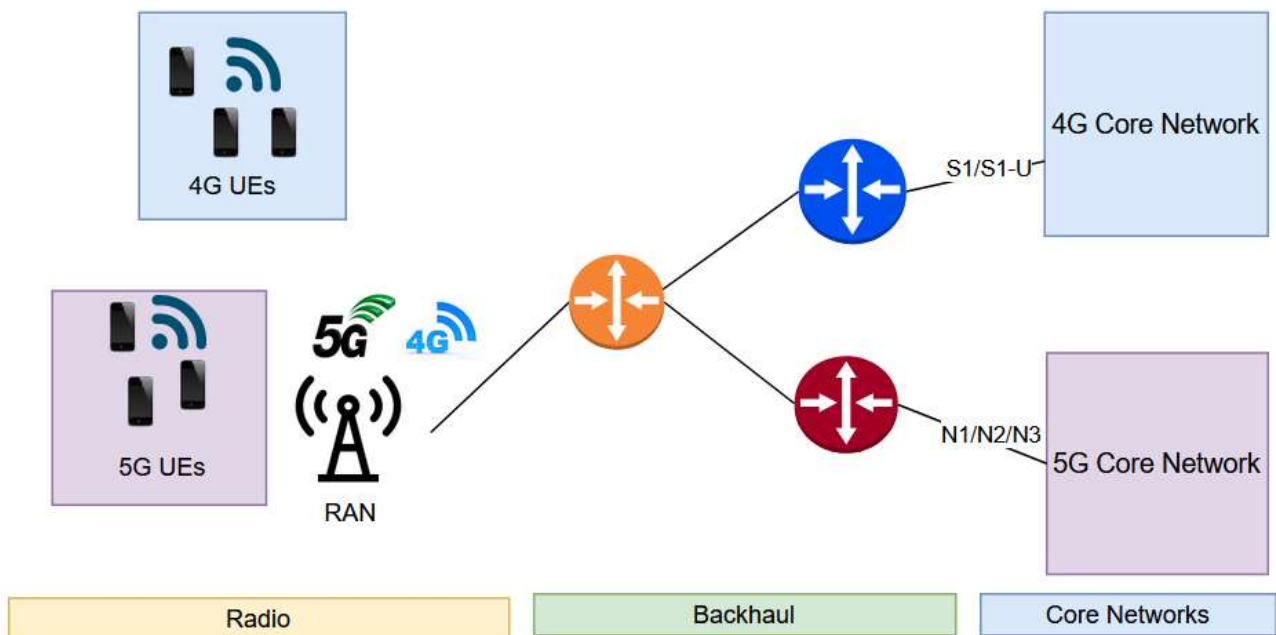 4G UEs
4G Core Network
S1/S1-U
5G
4G
5G UEs
RAN
N1/N2/N3
5G Core Network
Radio
Backhaul
Core Networks